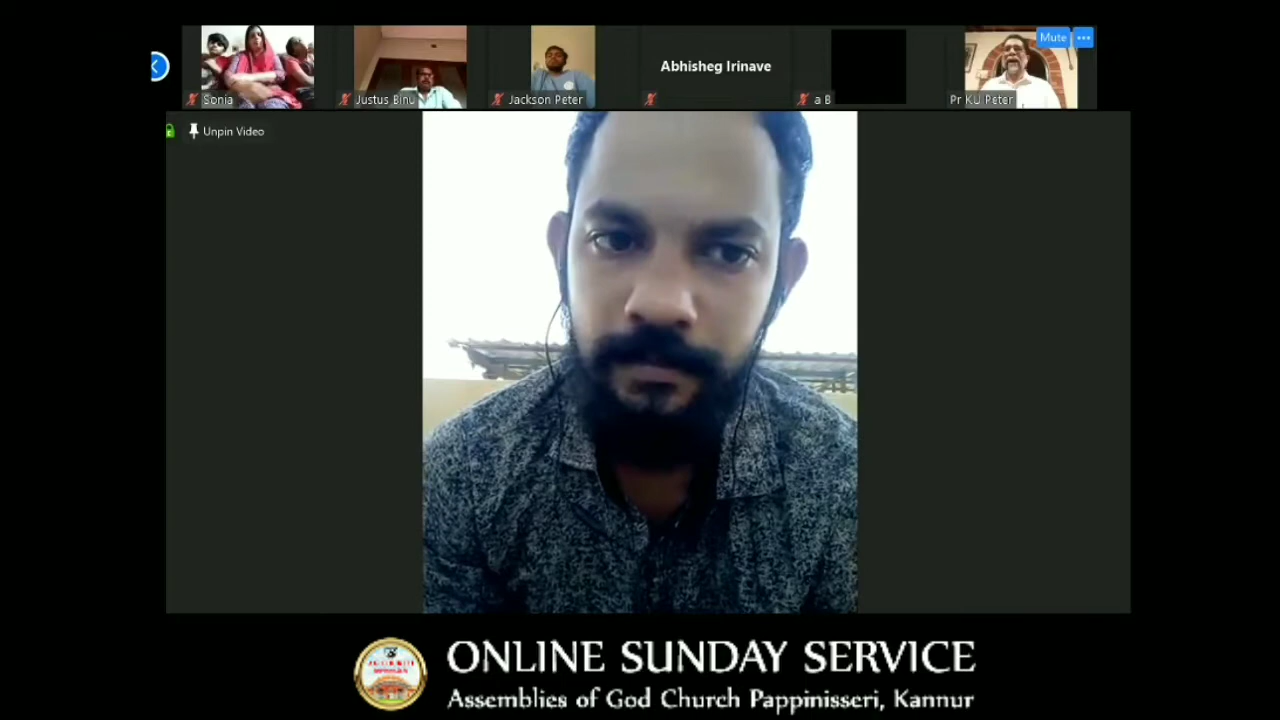 Abhisheg Irinave
Mute
Sonia
Justus Binu
Jackson Peter
a B
Pr KU Peter
Unpin Video
ONLINE SUNDAY SERVICE
Assemblies of God Church Pappinisseri, Kannur